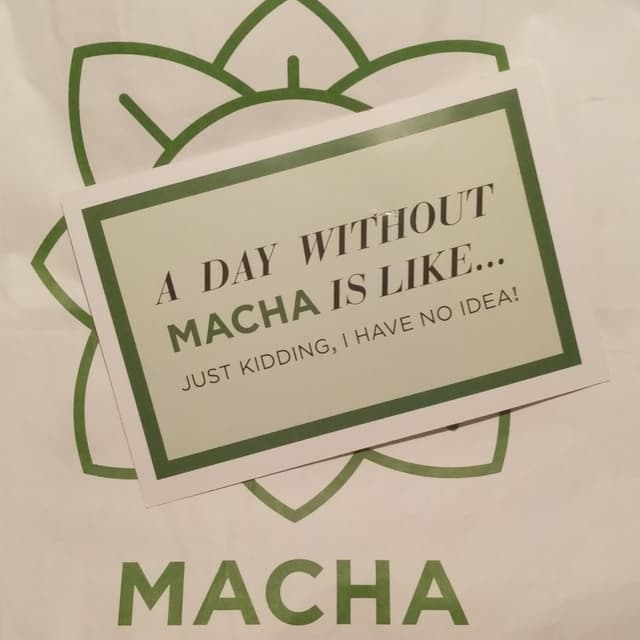 A DAY WITHOUT
MACHA IS LIKE...
JUST KIDDING, I HAVE NO IDEA!
MACHA